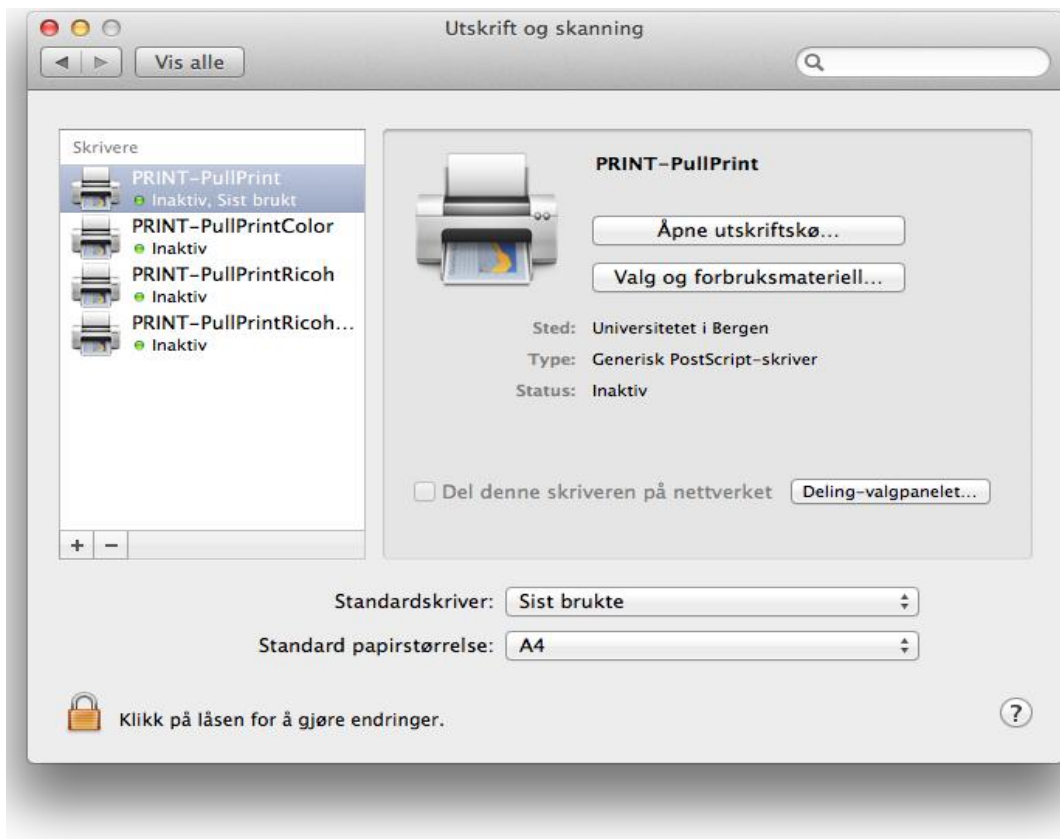 Utskrift og skanning
Vis alle
Skrivere
PRINT-PullPrint
Inaktiv, Sist brukt
PRINT-PullPrintColor
Inaktiv
PRINT-PullPrintRicoh
Inaktiv
PRINT-PullPrintRicoh...
Inaktiv
PRINT-PullPrint
Åpne utskriftskø...
Valg og forbruksmateriell...
Sted: Universitetet i Bergen
Type: Generisk PostScript-skriver
Status: Inaktiv
Del denne skriveren på nettverket Deling-valgpanelet...
+ −
Standardskriver: Sist brukte
Standard papirstørrelse: A4
Klikk på låsen for å gjøre endringer.
?